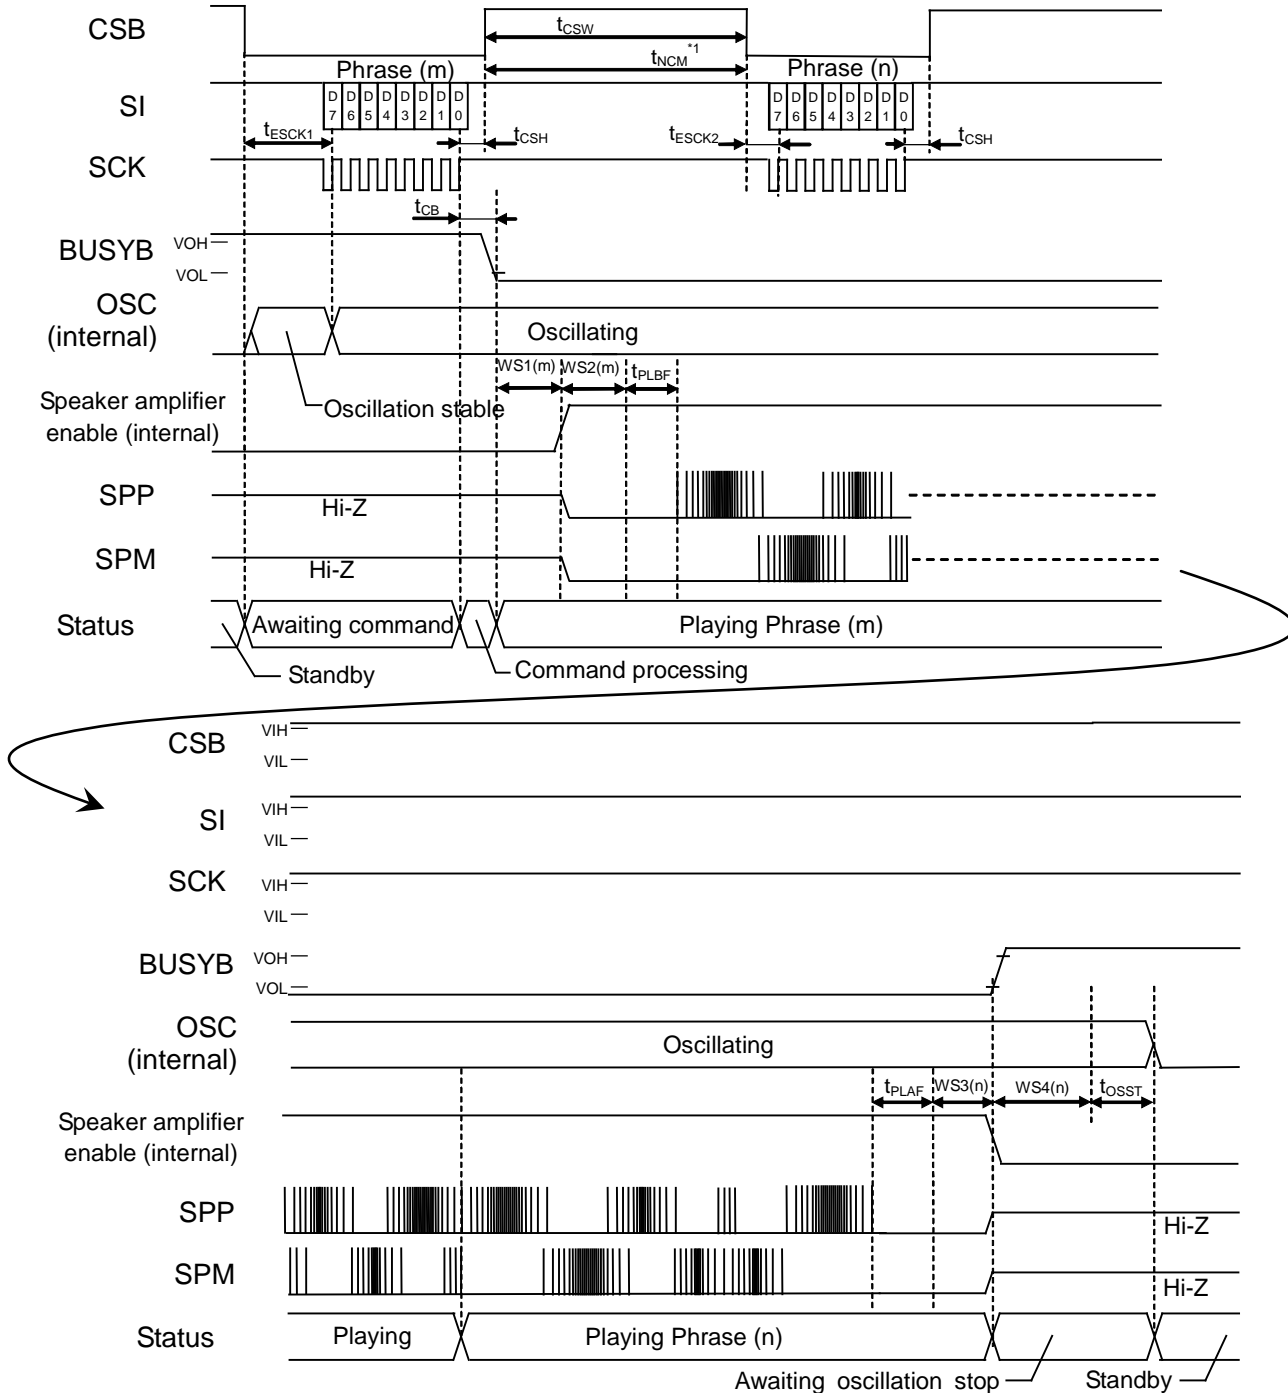 CSB
tCSW
tNCM*1
Phrase (m)
Phrase (n)
SI
D7 D6 D5 D4 D3 D2 D1 D0
D7 D6 D5 D4 D3 D2 D1 D0
tESCK1
tCSH
tESCK2
tCSH
SCK
tCB
BUSYB
VOH
VOL
OSC
(internal)
Oscillating
WS1(m)
WS2(m)
tPLBF
Speaker amplifier
enable (internal)
Oscillation stable
SPP
Hi-Z
SPM
Hi-Z
Status
Awaiting command
Playing Phrase (m)
Standby
Command processing
CSB
VIH
VIL
SI
VIH
VIL
SCK
VIH
VIL
BUSYB
VOH
VOL
OSC
(internal)
Oscillating
tPLAF
WS3(n)
WS4(n)
tOSST
Speaker amplifier
enable (internal)
SPP
Hi-Z
SPM
Hi-Z
Status
Playing
Playing Phrase (n)
Awaiting oscillation stop
Standby